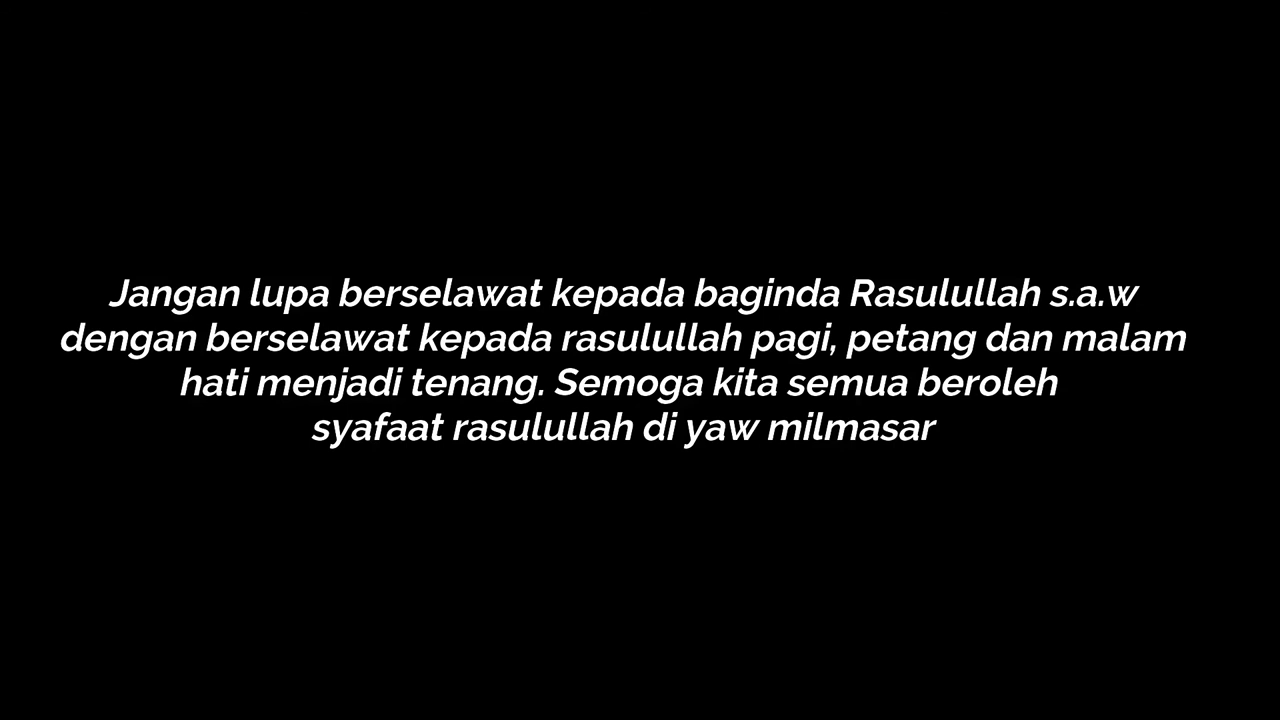 Jangan lupa berselawat kepada baginda Rasulullah s.a.w
dengan berselawat kepada rasulullah pagi, petang dan malam
hati menjadi tenang. Semoga kita semua beroleh
syafaat rasulullah di yaw milmasar